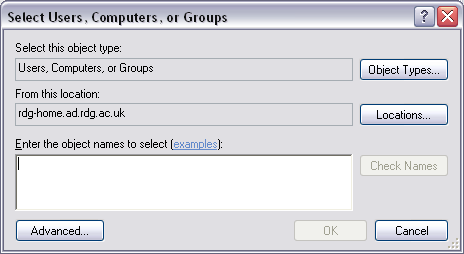 Select Users, Computers, or Groups
Select this object type:
Users, Computers, or Groups
Object Types...
From this location:
rdg-home.ad.rdg.ac.uk
Locations...
Enter the object names to select (examples):
Check Names
Advanced...
OK
Cancel